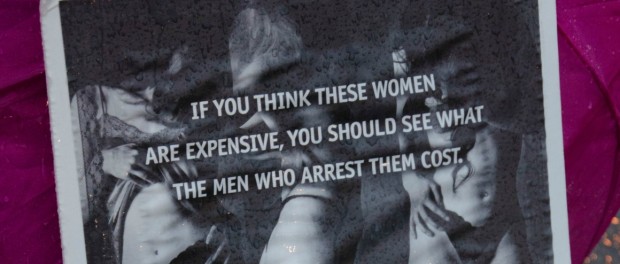 IF YOU THINK THESE WOMEN
ARE EXPENSIVE, YOU SHOULD SEE WHAT
THE MEN WHO ARREST THEM COST.